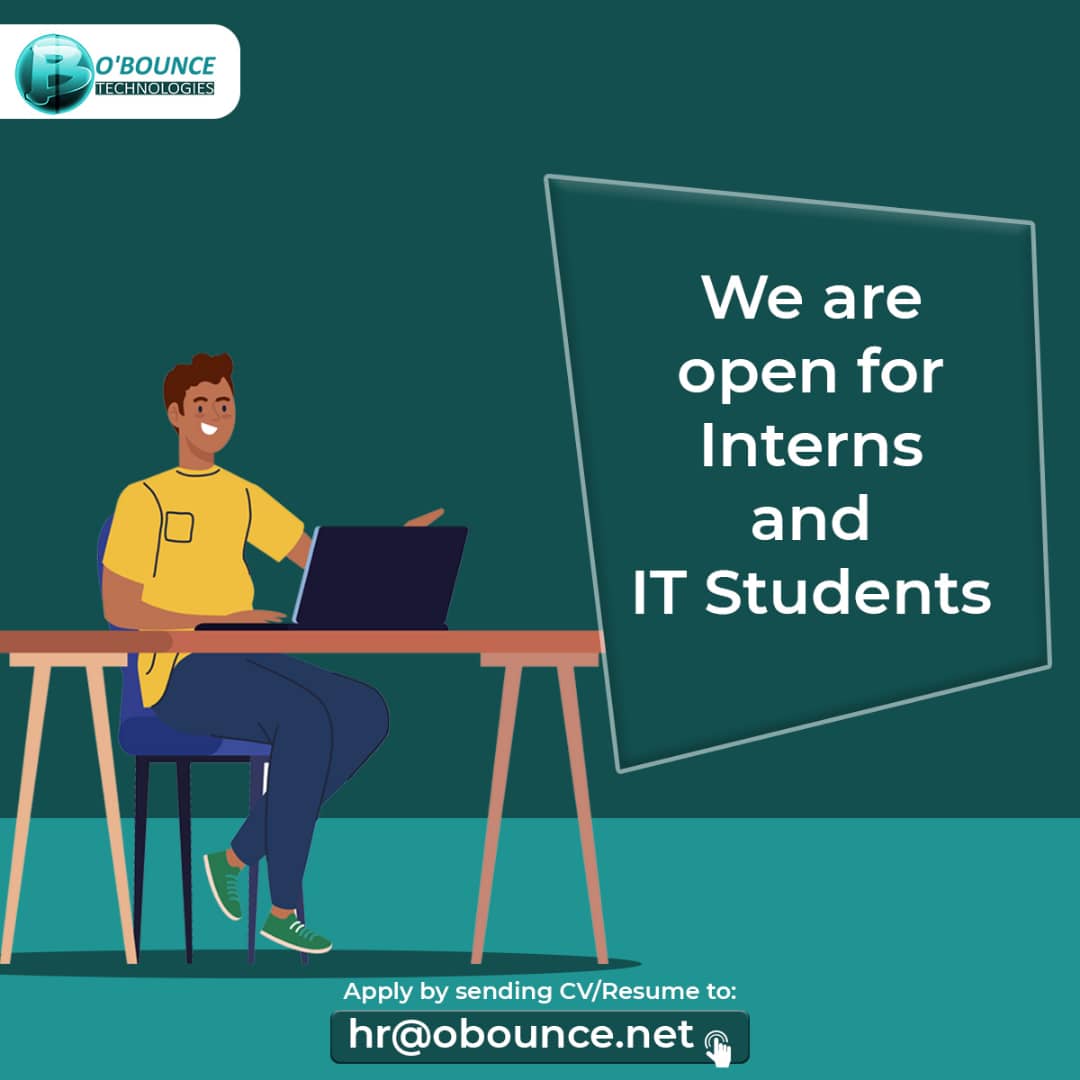 O'BOUNCE
TECHNOLOGIES
We are
open for
Interns
and
IT Students
Apply by sending CV/Resume to:
hr@obounce.net